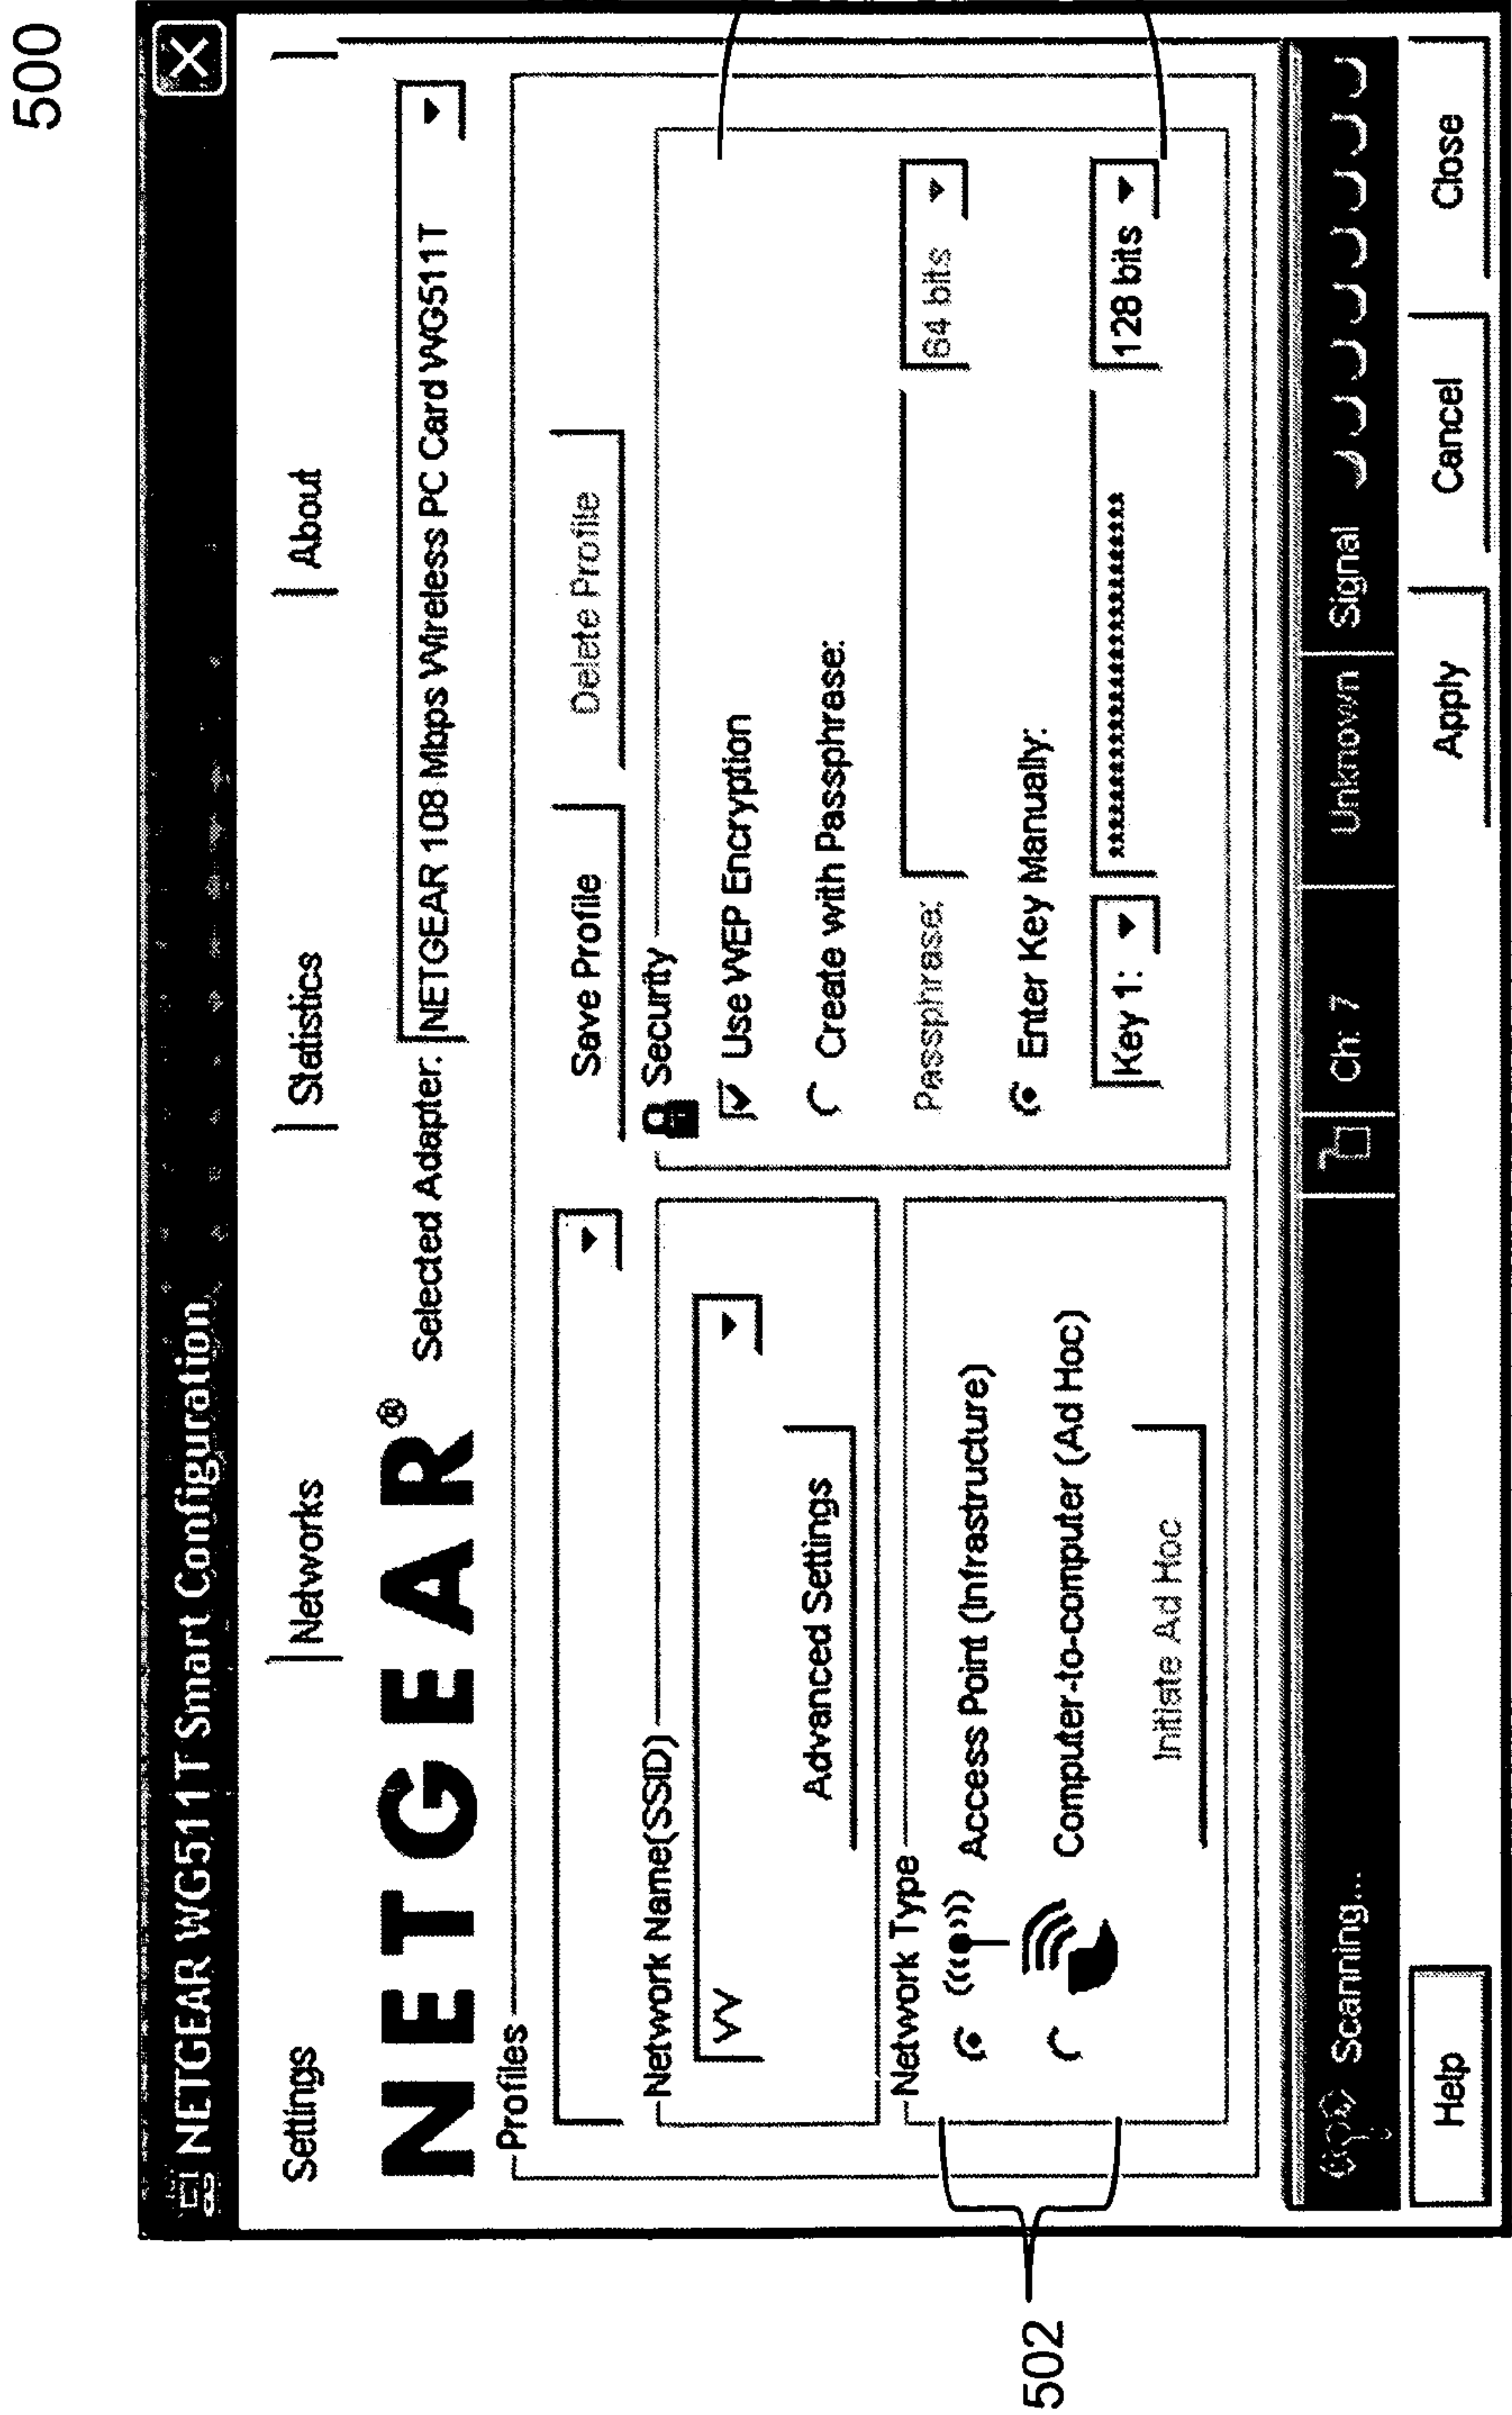 500
NETGEAR WG511T Smart Configuration
Settings Networks Statistics About
NETGEAR® Selected Adapter: NETGEAR 108 Mbps Wireless PC Card WG511T
Profiles
Save Profile Delete Profile
Network Name(SSID) Security
VV Use WEP Encryption
Advanced Settings Create with Passphrase:
Network Type Passphrase: 64 bits
Access Point (Infrastructure) Enter Key Manually:
Computer-to-computer (Ad Hoc) Key 1: ************************** 128 bits
Initiate Ad Hoc
502
Scanning... Ch: 7 Unknown Signal
Help Apply Cancel Close